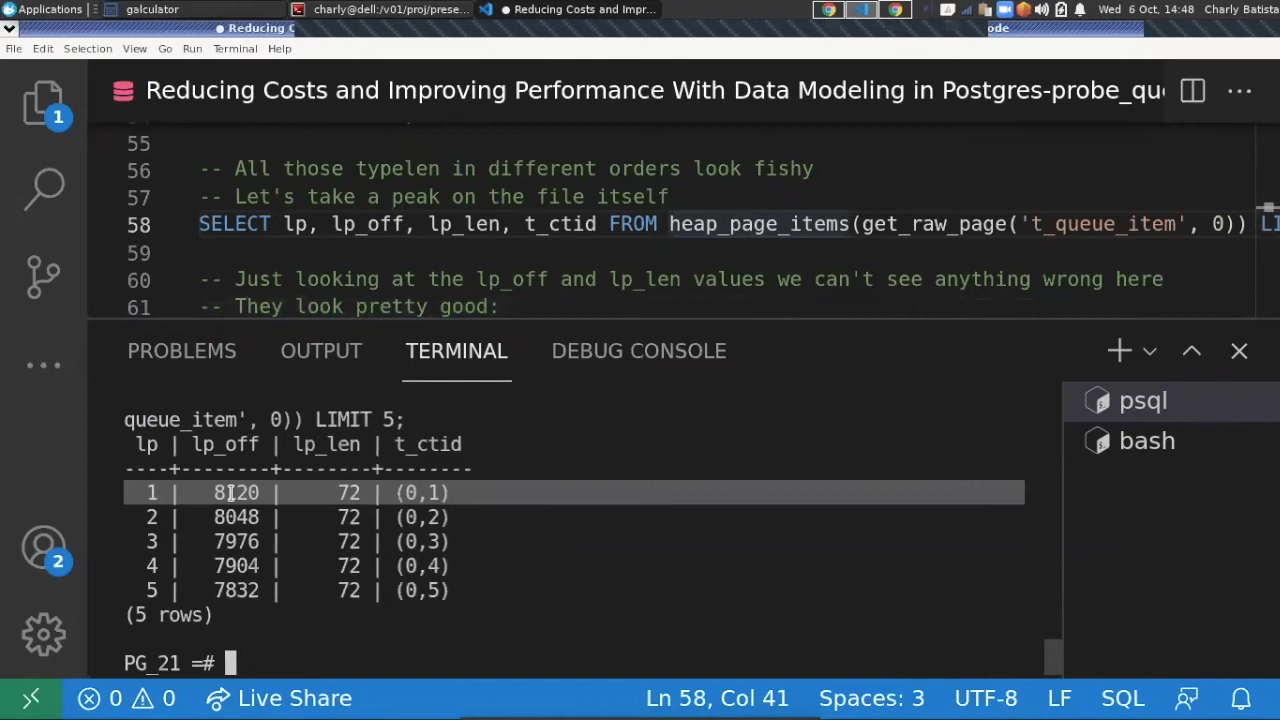 Applications
galculator
charly@dell:/v01/proj/prese...
● Reducing Costs and Impr...
Wed 6 Oct, 14:48
Charly Batista
● Reducing C
ode
File Edit Selection View Go Run Terminal Help
1
Reducing Costs and Improving Performance With Data Modeling in Postgres-probe_qu
55
56 -- All those typelen in different orders look fishy
57 -- Let's take a peak on the file itself
58 SELECT lp, lp_off, lp_len, t_ctid FROM heap_page_items(get_raw_page('t_queue_item', 0)) LI
59
60 -- Just looking at the lp_off and lp_len values we can't see anything wrong here
61 -- They look pretty good:
PROBLEMS OUTPUT TERMINAL DEBUG CONSOLE
psql
bash
queue_item', 0)) LIMIT 5;
lp | lp_off | lp_len | t_ctid
----+--------+--------+--------
1 | 8120 | 72 | (0,1)
2 | 8048 | 72 | (0,2)
3 | 7976 | 72 | (0,3)
4 | 7904 | 72 | (0,4)
5 | 7832 | 72 | (0,5)
(5 rows)
PG_21 =#
2
0 0 Live Share Ln 58, Col 41 Spaces: 3 UTF-8 LF SQL